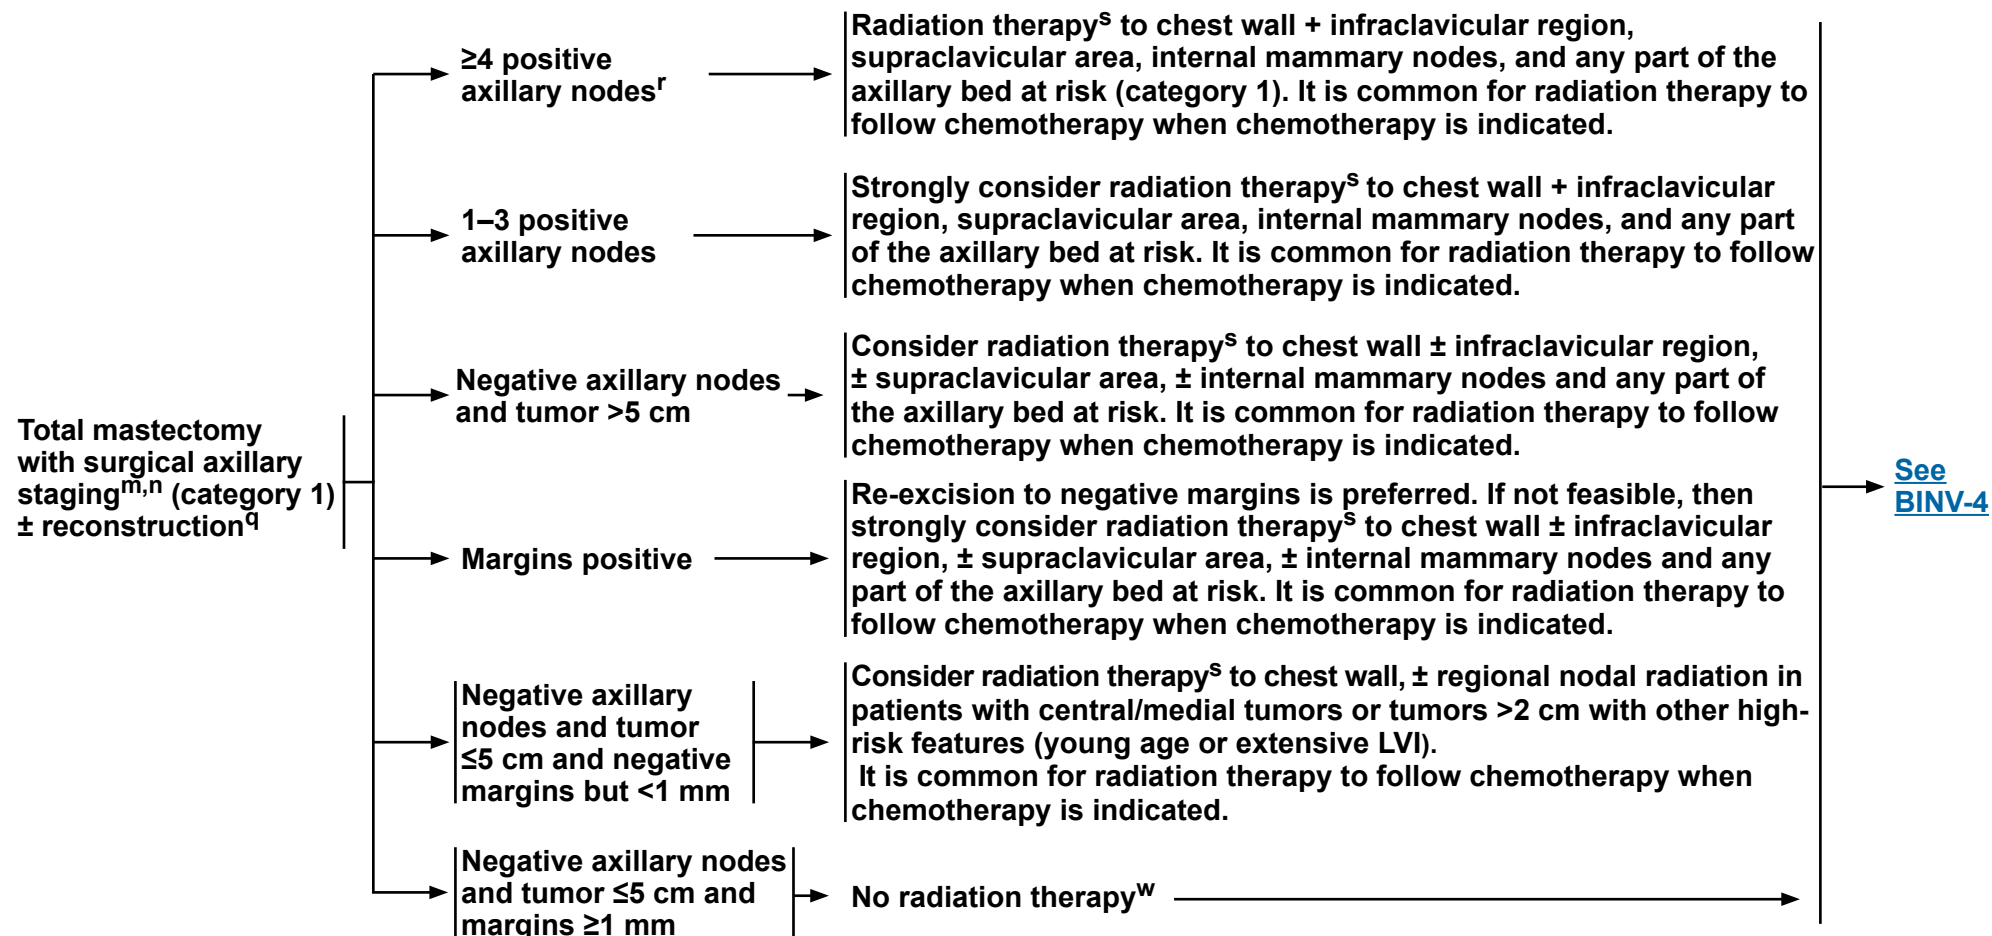 Total mastectomy
with surgical axillary
staging^m,n (category 1)
± reconstruction^q
≥4 positive
axillary nodes^r
Radiation therapy^s to chest wall + infraclavicular region,
supraclavicular area, internal mammary nodes, and any part of the
axillary bed at risk (category 1). It is common for radiation therapy to
follow chemotherapy when chemotherapy is indicated.
1–3 positive
axillary nodes
Strongly consider radiation therapy^s to chest wall + infraclavicular
region, supraclavicular area, internal mammary nodes, and any part
of the axillary bed at risk. It is common for radiation therapy to follow
chemotherapy when chemotherapy is indicated.
Negative axillary nodes
and tumor >5 cm
Consider radiation therapy^s to chest wall ± infraclavicular region,
± supraclavicular area, ± internal mammary nodes and any part of
the axillary bed at risk. It is common for radiation therapy to follow
chemotherapy when chemotherapy is indicated.
Margins positive
Re-excision to negative margins is preferred. If not feasible, then
strongly consider radiation therapy^s to chest wall ± infraclavicular
region, ± supraclavicular area, ± internal mammary nodes and any
part of the axillary bed at risk. It is common for radiation therapy to
follow chemotherapy when chemotherapy is indicated.
Negative axillary
nodes and tumor
≤5 cm and negative
margins but <1 mm
Consider radiation therapy^s to chest wall, ± regional nodal radiation in
patients with central/medial tumors or tumors >2 cm with other high-
risk features (young age or extensive LVI).
It is common for radiation therapy to follow chemotherapy when
chemotherapy is indicated.
Negative axillary nodes
and tumor ≤5 cm and
margins ≥1 mm
No radiation therapy^w
See
BINV-4